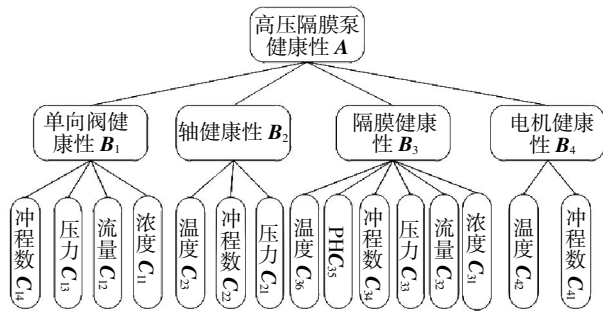 高压隔膜泵
健康性 A
单向阀健
康性 B₁
轴健康性 B₂
隔膜健康
性 B₃
电机健康
性 B₄
冲程数 C₁₄
压力 C₁₃
流量 C₁₂
浓度 C₁₁
温度 C₂₃
冲程数 C₂₂
压力 C₂₁
温度 C₃₆
PHC₃₅
冲程数 C₃₄
压力 C₃₃
流量 C₃₂
浓度 C₃₁
温度 C₄₂
冲程数 C₄₁